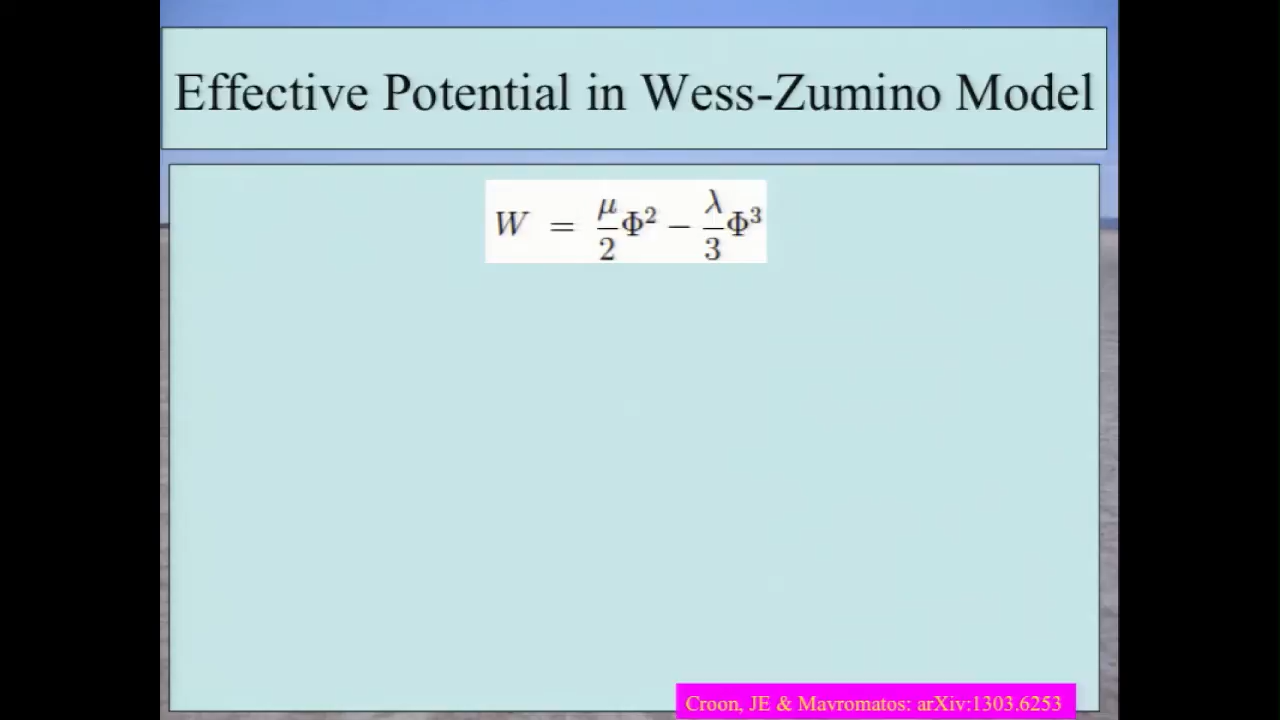 Effective Potential in Wess-Zumino Model
W = μ/2 Φ² − λ/3 Φ³
Croon, JE & Mavromatos: arXiv:1303.6253